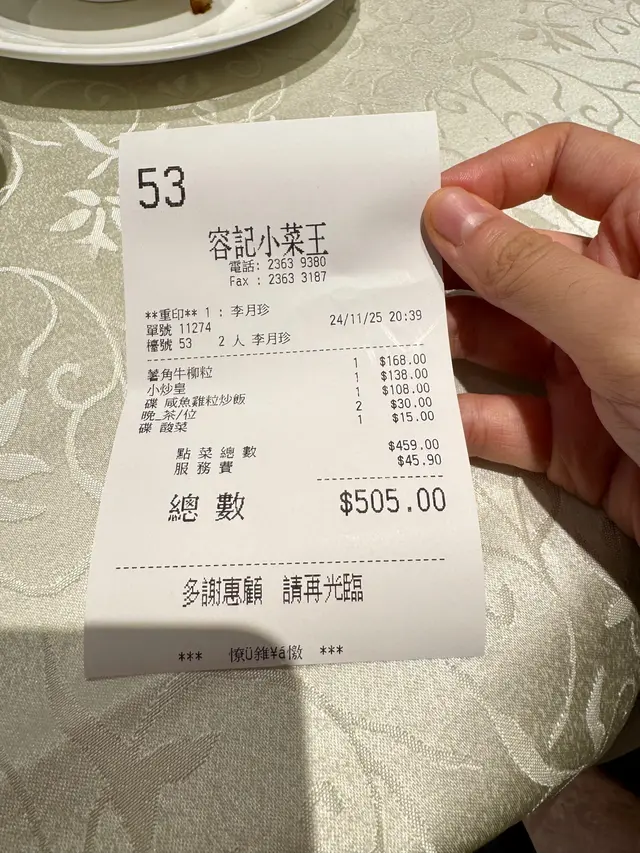 53
容記小菜王
電話: 2363 9380
Fax : 2363 3187
**重印** 1 : 李月珍
單號 11274 24/11/25 20:39
檯號 53 2 人 李月珍
薯角牛柳粒 1 $168.00
小炒皇 1 $138.00
碟 咸魚雞粒炒飯 1 $108.00
晚_茶/位 2 $30.00
碟 酸菜 1 $15.00
點菜總數 $459.00
服務費 $45.90
總數 $505.00
多謝惠顧 請再光臨
*** ***